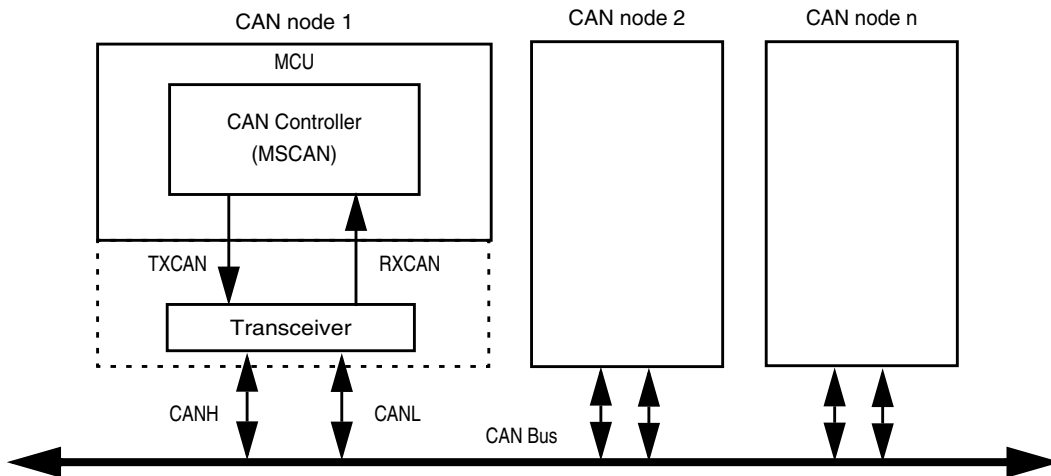 CAN node 1
CAN node 2
CAN node n
MCU
CAN Controller
(MSCAN)
TXCAN
RXCAN
Transceiver
CANH
CANL
CAN Bus